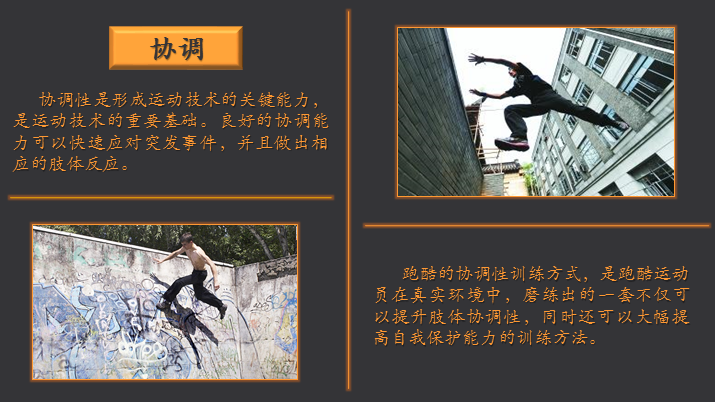 协调
协调性是形成运动技术的关键能力，
是运动技术的重要基础。良好的协调能
力可以快速应对突发事件，并且做出相
应的肢体反应。
跑酷的协调性训练方式，是跑酷运动
员在真实环境中，磨练出的一套不仅可
以提升肢体协调性，同时还可以大幅提
高自我保护能力的训练方法。